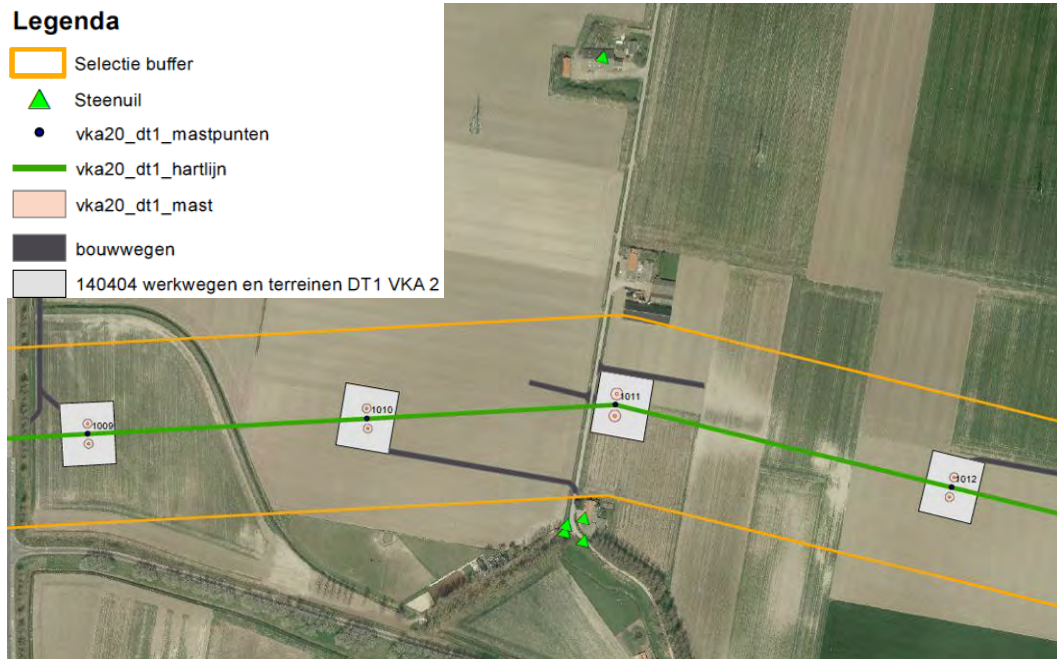 Legenda
Selectie buffer
Steenuil
vka20_dt1_mastpunten
vka20_dt1_hartlijn
vka20_dt1_mast
bouwwegen
140404 werkwegen en terreinen DT1 VKA 2
1009
1010
1011
1012